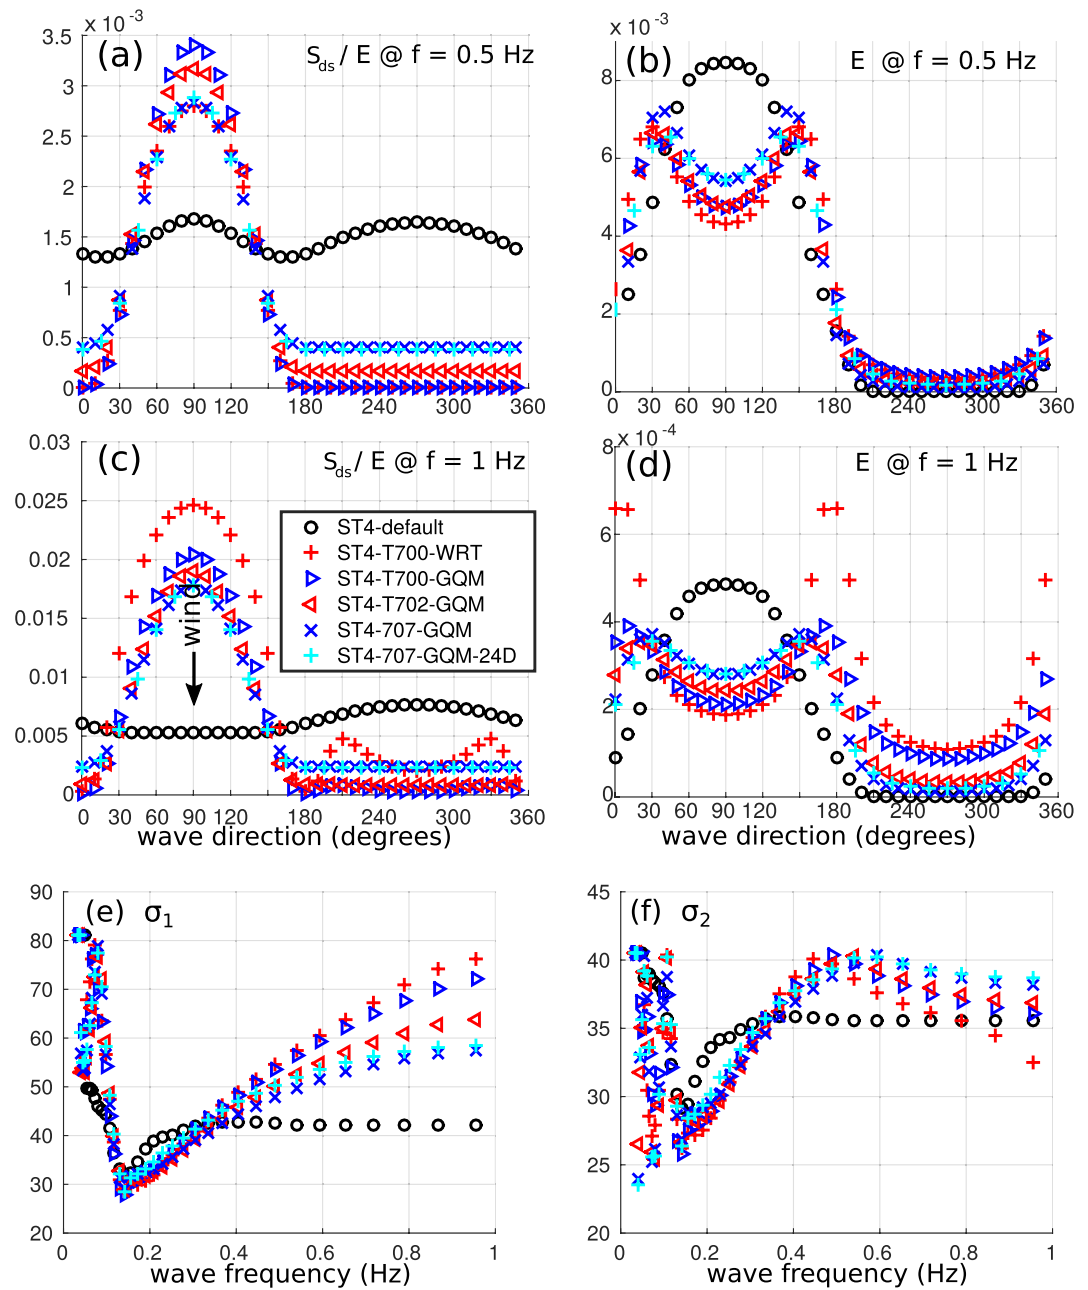 x 10⁻³
(a) S_ds / E @ f = 0.5 Hz
3.5
3
2.5
2
1.5
1
0.5
0
0 30 60 90 120 180 240 300 360
x 10⁻³
(b) E @ f = 0.5 Hz
8
6
4
2
0
0 30 60 90 120 180 240 300 360
(c) S_ds / E @ f = 1 Hz
0.03
0.025
0.02
0.015
0.01
0.005
0
ST4-default
ST4-T700-WRT
ST4-T700-GQM
ST4-T702-GQM
ST4-707-GQM
ST4-707-GQM-24D
wind
0 30 60 90 120 180 240 300 360
wave direction (degrees)
x 10⁻⁴
(d) E @ f = 1 Hz
8
6
4
2
0
0 30 60 90 120 180 240 300 360
wave direction (degrees)
(e) σ₁
90
80
70
60
50
40
30
20
0 0.2 0.4 0.6 0.8 1
wave frequency (Hz)
(f) σ₂
45
40
35
30
25
20
0 0.2 0.4 0.6 0.8 1
wave frequency (Hz)